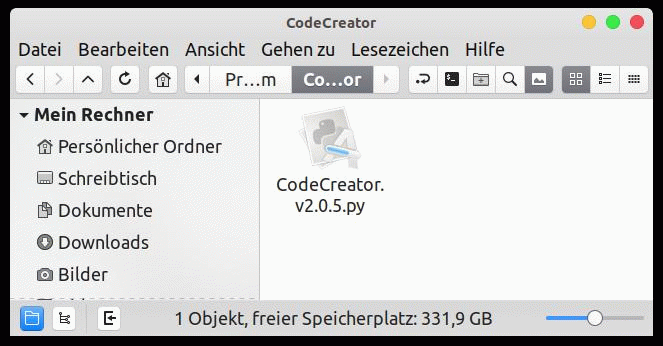 CodeCreator
Datei Bearbeiten Ansicht Gehen zu Lesezeichen Hilfe
Pr…m Co…or
Mein Rechner
Persönlicher Ordner
Schreibtisch
Dokumente
Downloads
Bilder
CodeCreator.
v2.0.5.py
1 Objekt, freier Speicherplatz: 331,9 GB